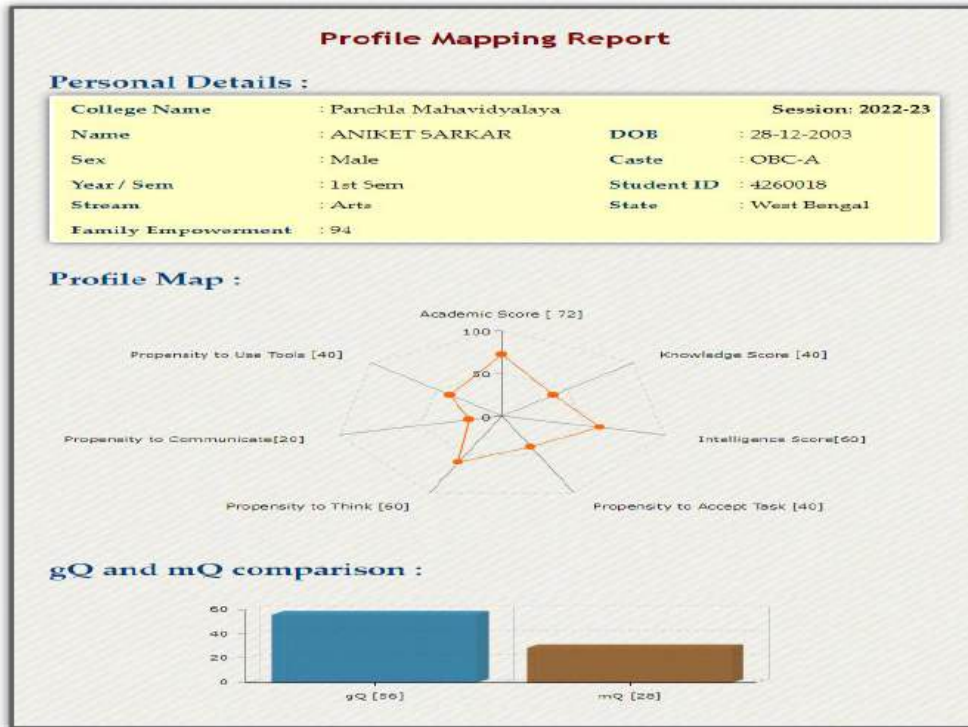 Profile Mapping Report
Personal Details :
College Name : Panchla Mahavidyalaya Session: 2022-23
Name : ANIKET SARKAR DOB : 28-12-2003
Sex : Male Caste : OBC-A
Year / Sem : 1st Sem Student ID : 4260018
Stream : Arts State : West Bengal
Family Empowerment : 94
Profile Map :
Academic Score [ 72]
100
Propensity to Use Tools [40] Knowledge Score [40]
50
0
Propensity to Communicate[20] Intelligence Score[60]
Propensity to Think [60] Propensity to Accept Task [40]
gQ and mQ comparison :
60
40
20
0
gQ [56] mQ [28]